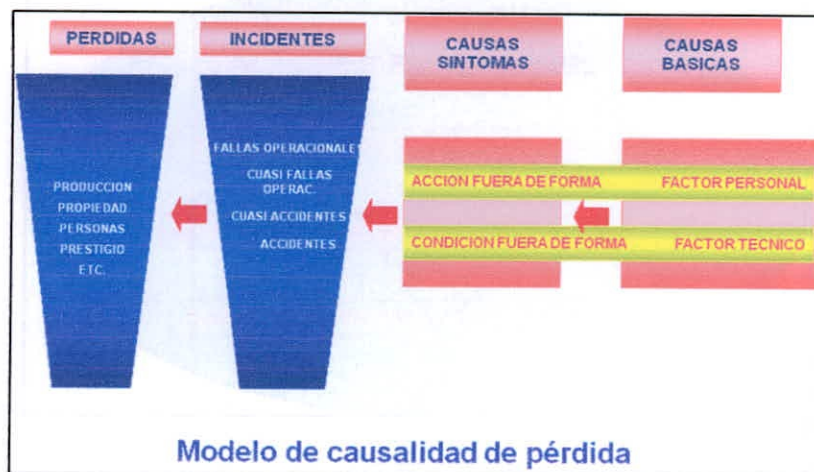 PERDIDAS
INCIDENTES
CAUSAS
SINTOMAS
CAUSAS
BASICAS
PRODUCCION
PROPIEDAD
PERSONAS
PRESTIGIO
ETC.
FALLAS OPERACIONALES
CUASI FALLAS
OPERAC.
CUASI ACCIDENTES
ACCIDENTES
ACCION FUERA DE FORMA
FACTOR PERSONAL
CONDICION FUERA DE FORMA
FACTOR TECNICO
Modelo de causalidad de pérdida